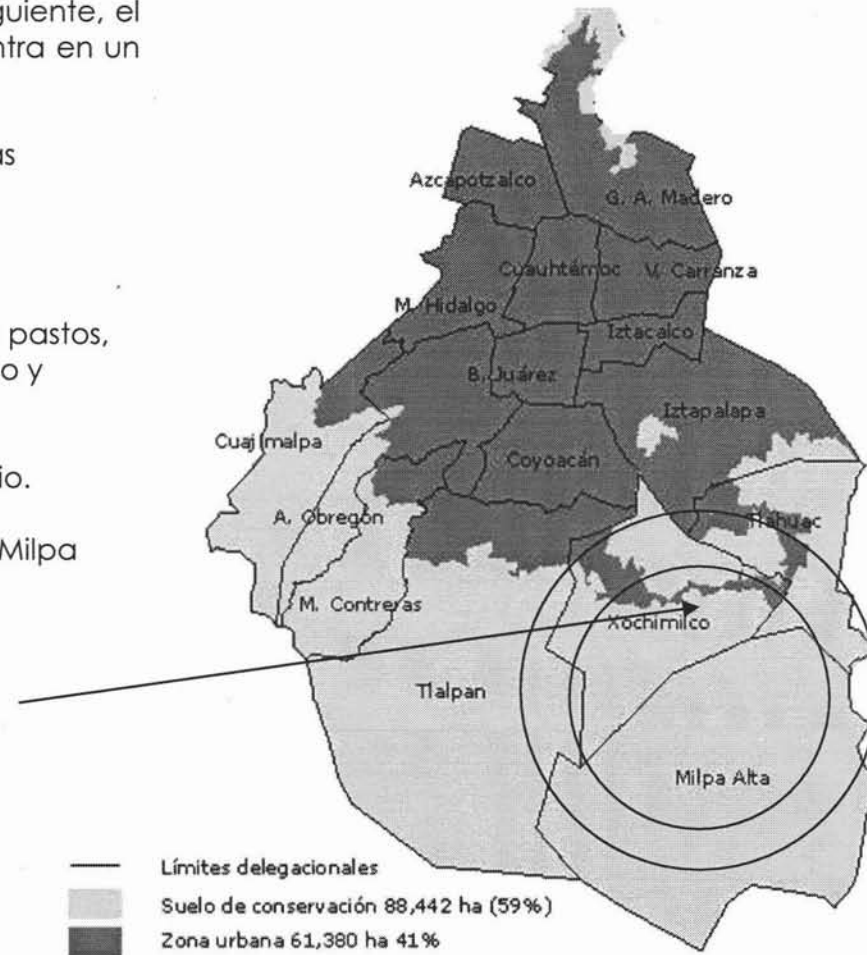 guiente, el
ntra en un
as
pastos,
o y
io.
Milpa
Azcapotzalco
G. A. Madero
Cuauhtémoc
V. Carranza
M. Hidalgo
Iztacalco
B. Juárez
Iztapalapa
Cuajimalpa
Coyoacán
A. Obregón
Tláhuac
M. Contreras
Xochimilco
Tlalpan
Milpa Alta
Límites delegacionales
Suelo de conservación 88,442 ha (59%)
Zona urbana 61,380 ha 41%